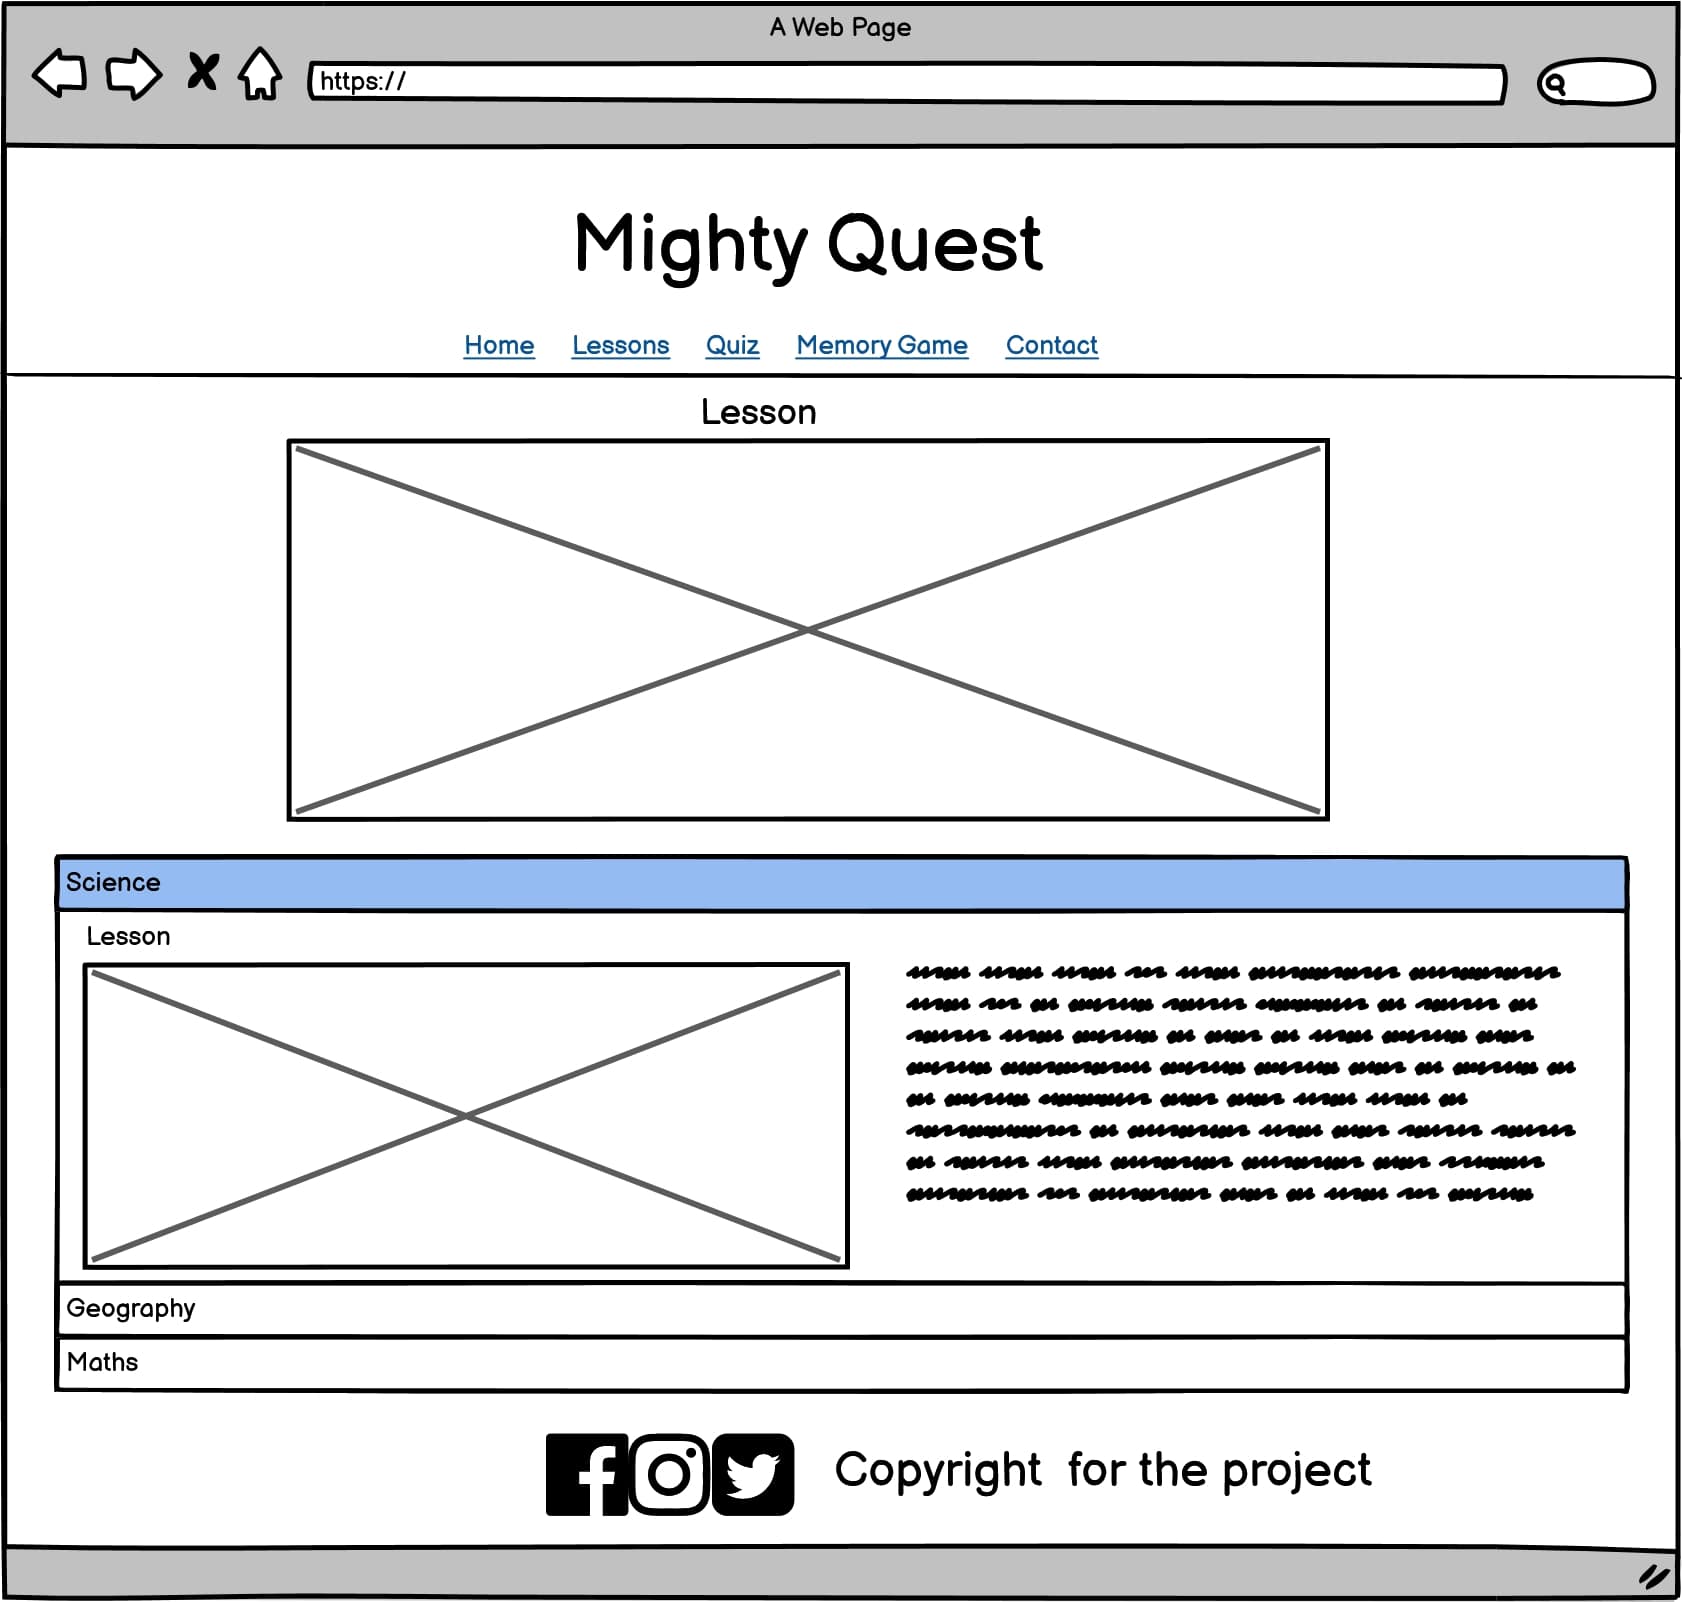 A Web Page
https://
Mighty Quest
Home Lessons Quiz Memory Game Contact
Lesson
Science
Lesson
Geography
Maths
Copyright for the project